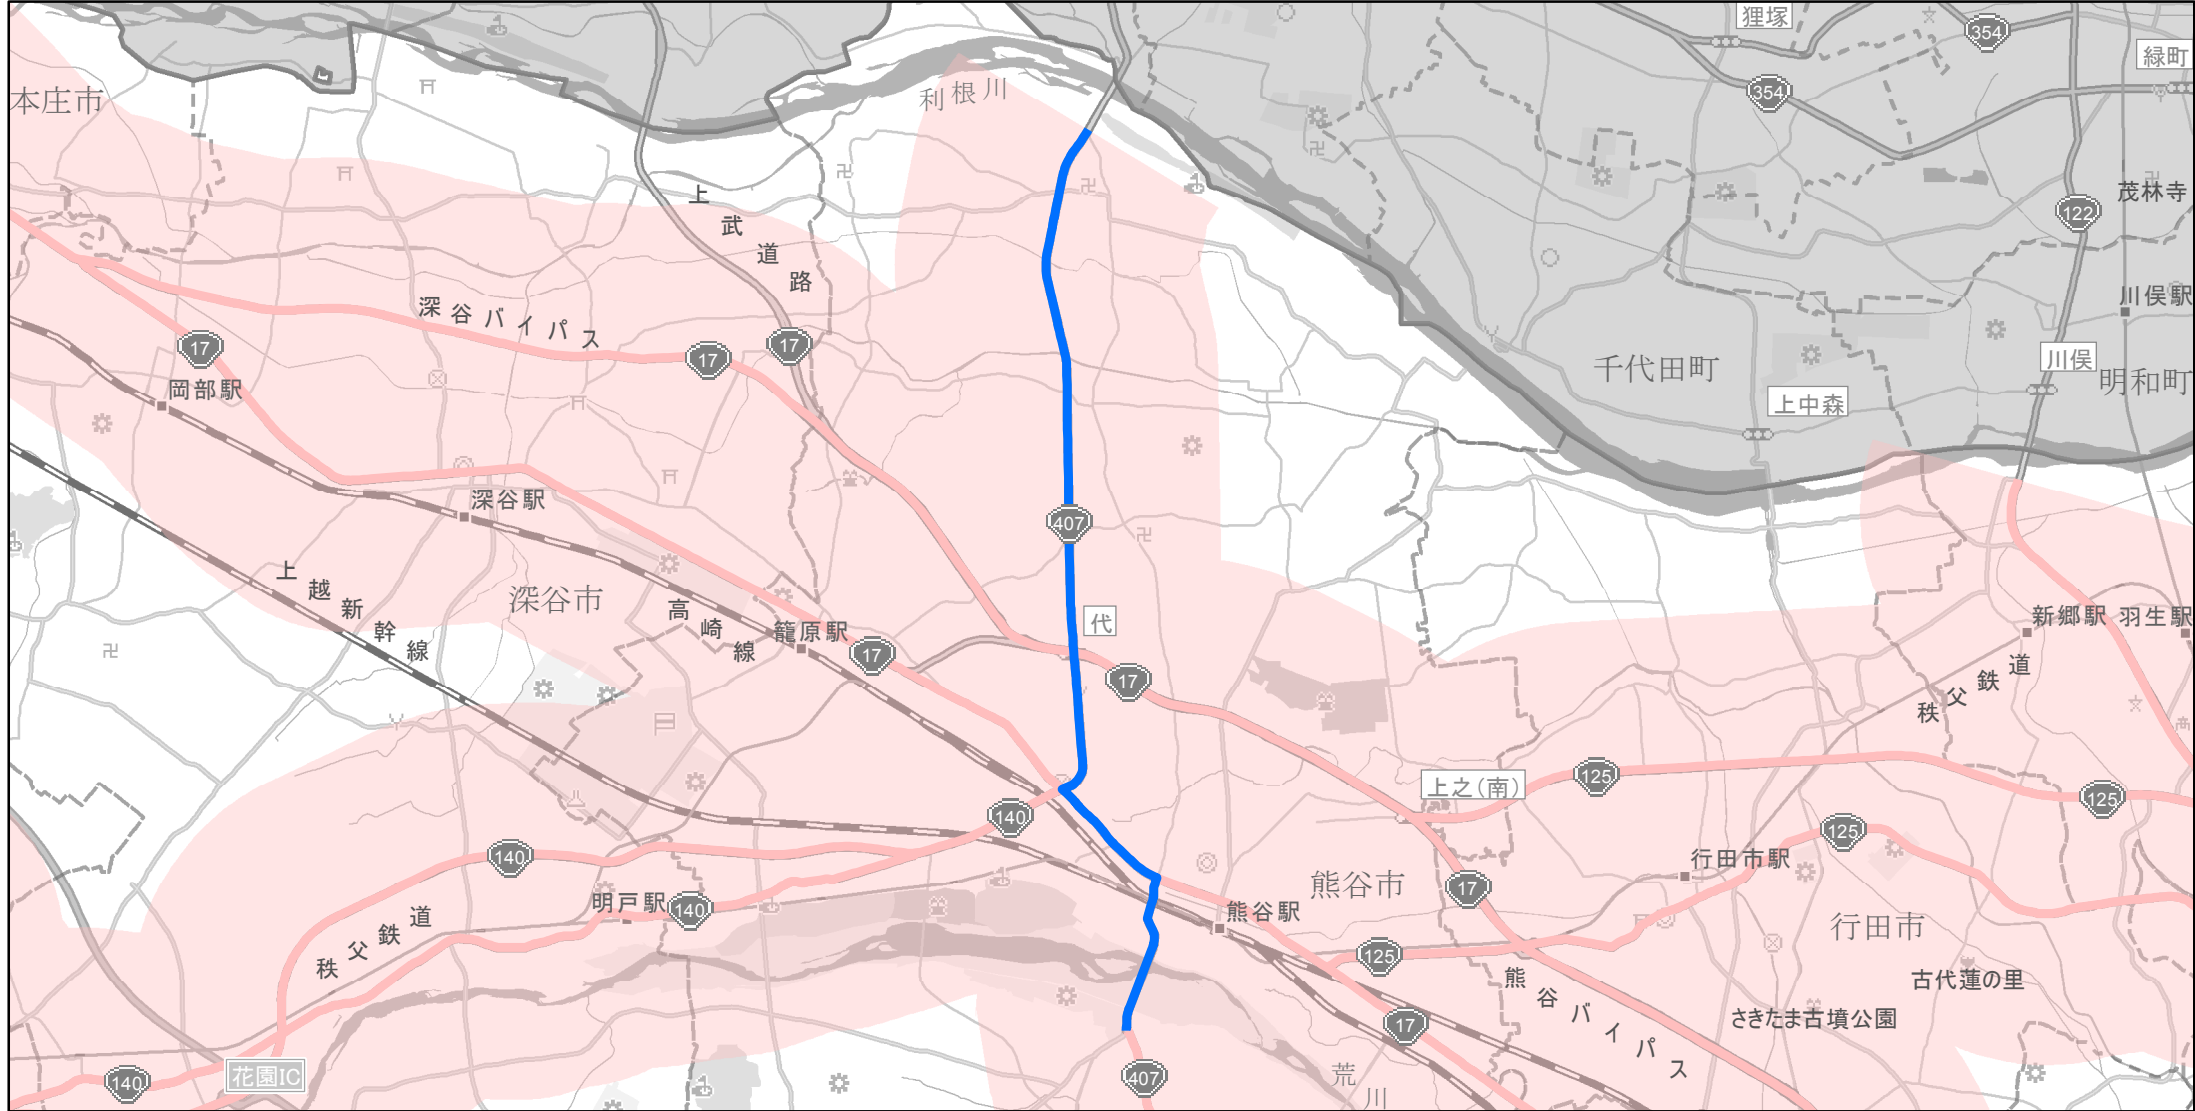 狸塚
354
緑町
354
利根川
本庄市
茂林寺
122
上武道路
川俣駅
深谷バイパス
17
17
17
川俣
千代田町
明和町
岡部駅
上中森
深谷駅
407
上越新幹線
深谷市
高崎線
籠原駅
代
新郷駅
羽生駅
17
17
秩父鉄道
上之(南)
125
125
140
125
140
行田市駅
熊谷市
17
明戸駅
140
熊谷駅
行田市
秩父鉄道
125
熊谷バイパス
古代蓮の里
さきたま古墳公園
17
花園IC
140
407
荒川